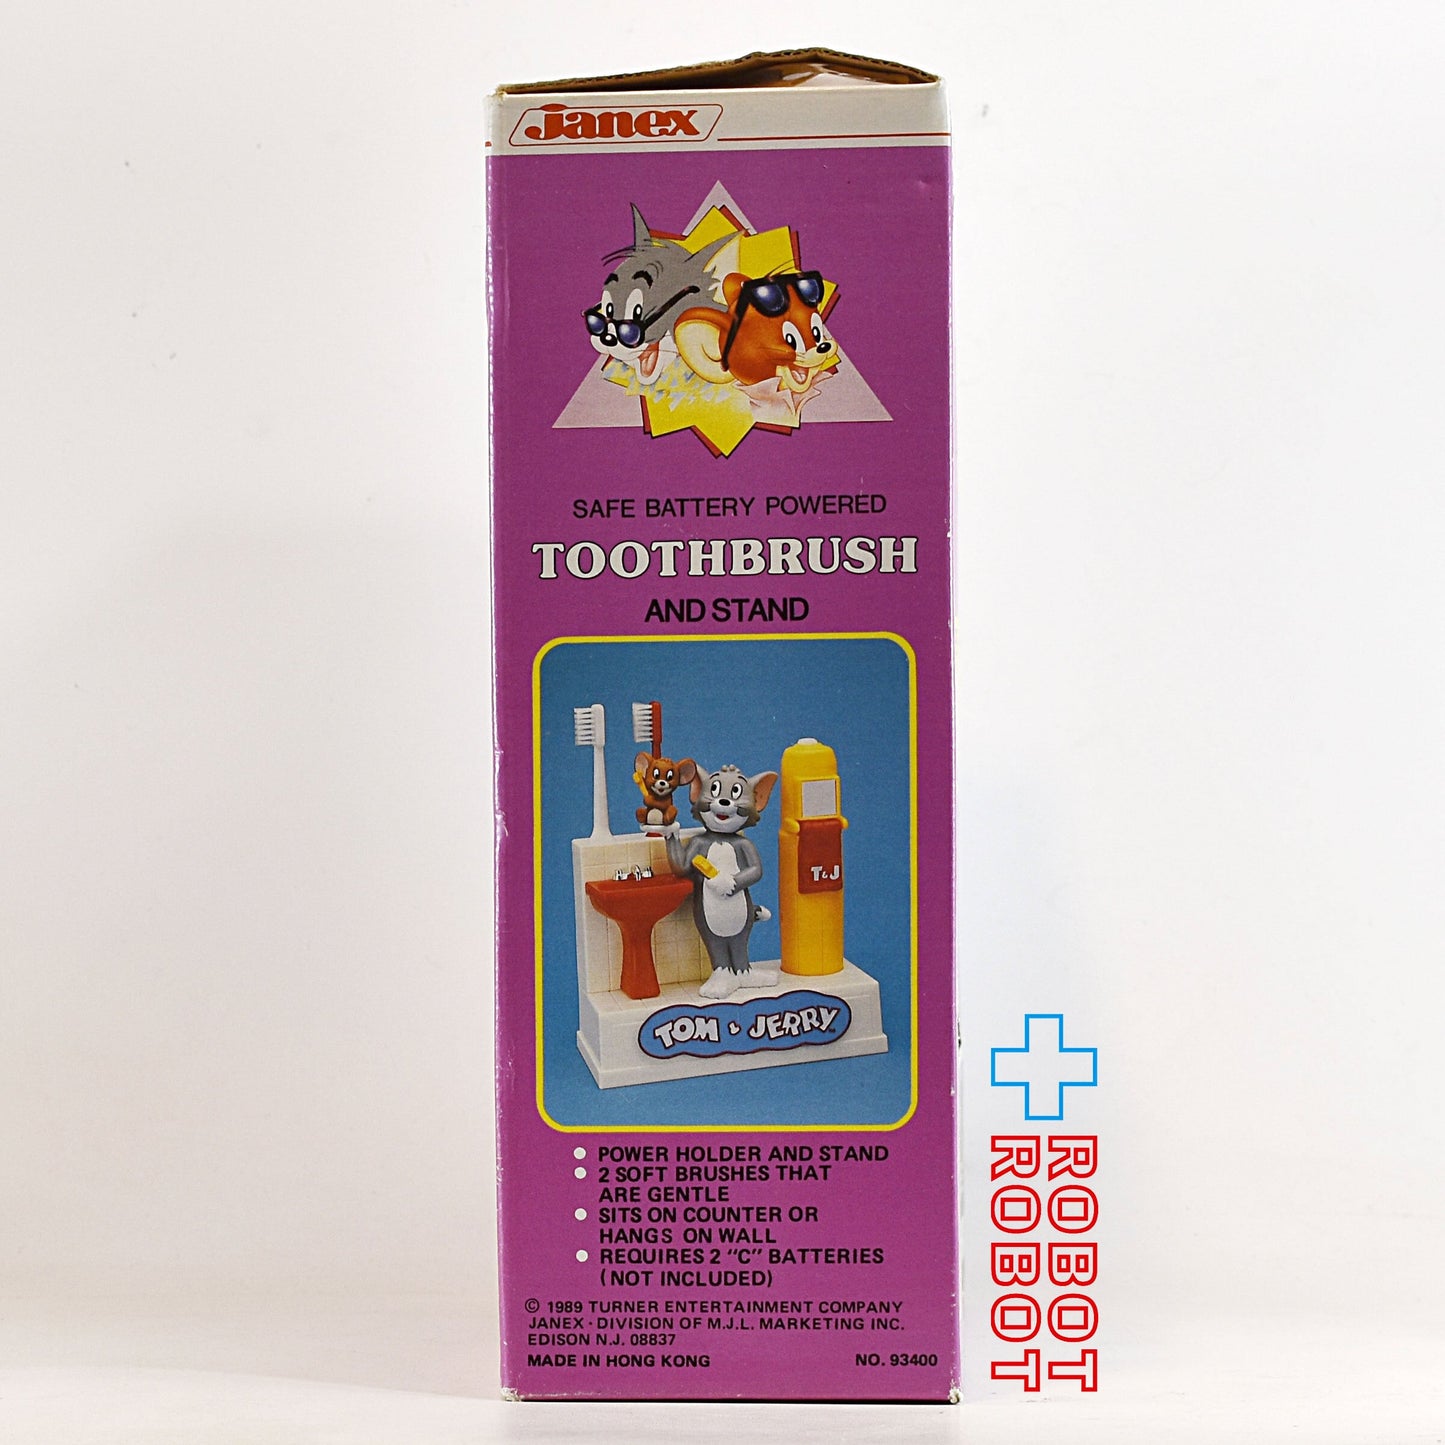 Janex
SAFE BATTERY POWERED
TOOTHBRUSH
AND STAND
T&J
TOM & JERRY TM
• POWER HOLDER AND STAND
• 2 SOFT BRUSHES THAT
ARE GENTLE
• SITS ON COUNTER OR
HANGS ON WALL
• REQUIRES 2 "C" BATTERIES
(NOT INCLUDED)
© 1989 TURNER ENTERTAINMENT COMPANY
JANEX · DIVISION OF M.J.L. MARKETING INC.
EDISON N.J. 08837
MADE IN HONG KONG NO. 93400
ROBOT
ROBOT